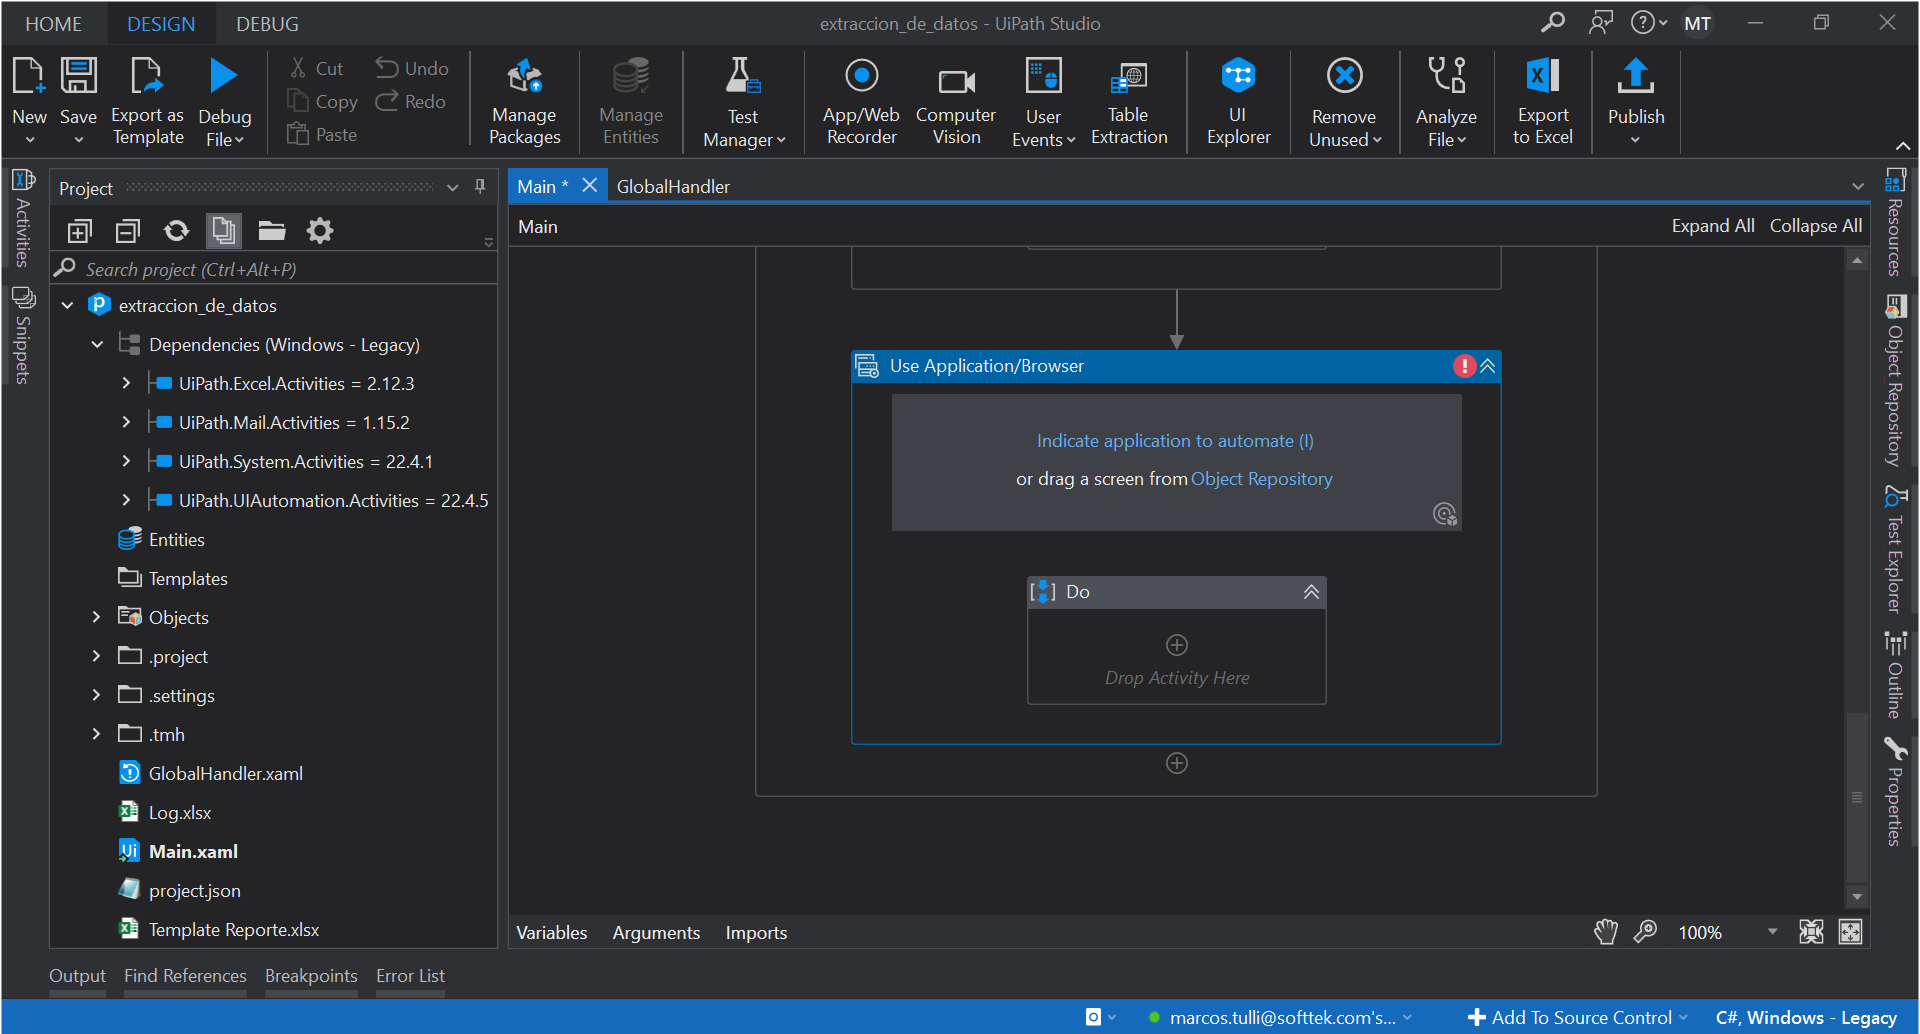 HOME
DESIGN
DEBUG
extraccion_de_datos - UiPath Studio
MT
New
Save
Export as
Template
Debug
File
Cut
Copy
Paste
Undo
Redo
Manage
Packages
Manage
Entities
Test
Manager
App/Web
Recorder
Computer
Vision
User
Events
Table
Extraction
UI
Explorer
Remove
Unused
Analyze
File
Export
to Excel
Publish
Activities
Snippets
Project
Search project (Ctrl+Alt+P)
extraccion_de_datos
Dependencies (Windows - Legacy)
UiPath.Excel.Activities = 2.12.3
UiPath.Mail.Activities = 1.15.2
UiPath.System.Activities = 22.4.1
UiPath.UIAutomation.Activities = 22.4.5
Entities
Templates
Objects
.project
.settings
.tmh
GlobalHandler.xaml
Log.xlsx
Main.xaml
project.json
Template Reporte.xlsx
Main *
GlobalHandler
Main
Expand All
Collapse All
Use Application/Browser
Indicate application to automate (I)
or drag a screen from Object Repository
Do
Drop Activity Here
Variables
Arguments
Imports
100%
Resources
Object Repository
Test Explorer
Outline
Properties
Output
Find References
Breakpoints
Error List
marcos.tulli@softtek.com's...
Add To Source Control
C#, Windows - Legacy